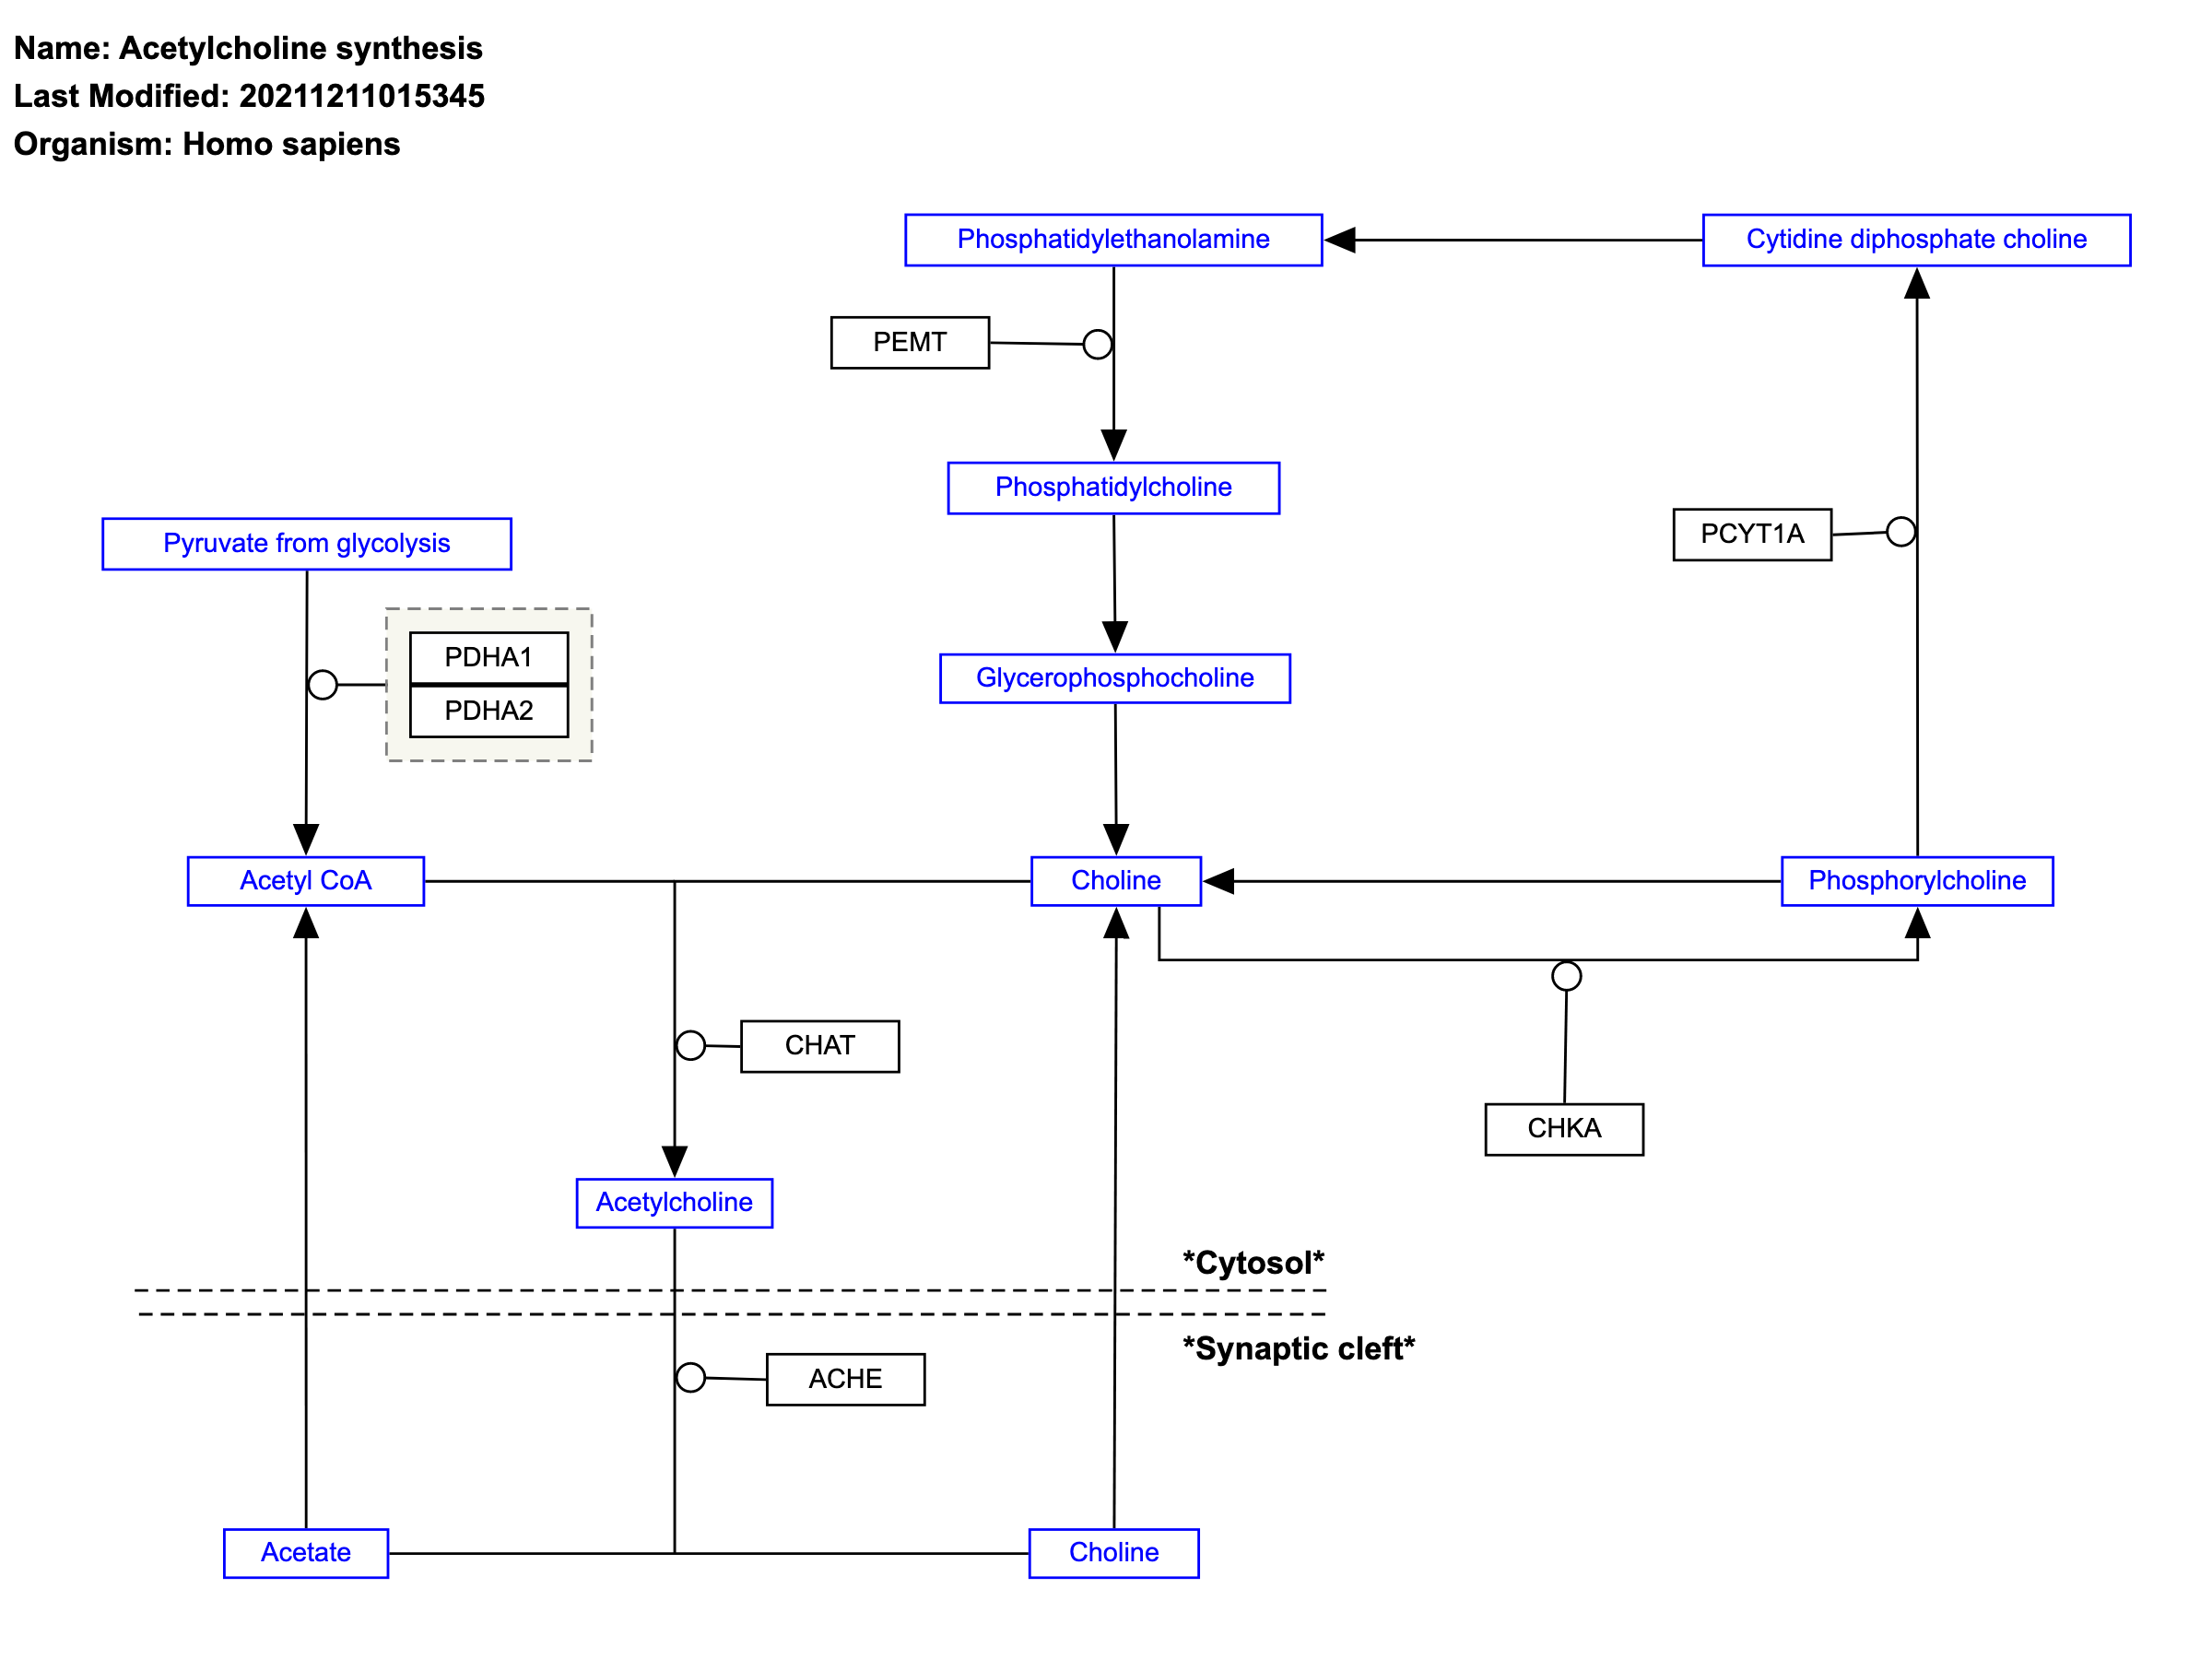 Name: Acetylcholine synthesis
Last Modified: 20211211015345
Organism: Homo sapiens
Phosphatidylethanolamine
Cytidine diphosphate choline
PEMT
Phosphatidylcholine
PCYT1A
Pyruvate from glycolysis
PDHA1
PDHA2
Glycerophosphocholine
Acetyl CoA
Choline
Phosphorylcholine
CHAT
CHKA
Acetylcholine
*Cytosol*
*Synaptic cleft*
ACHE
Acetate
Choline